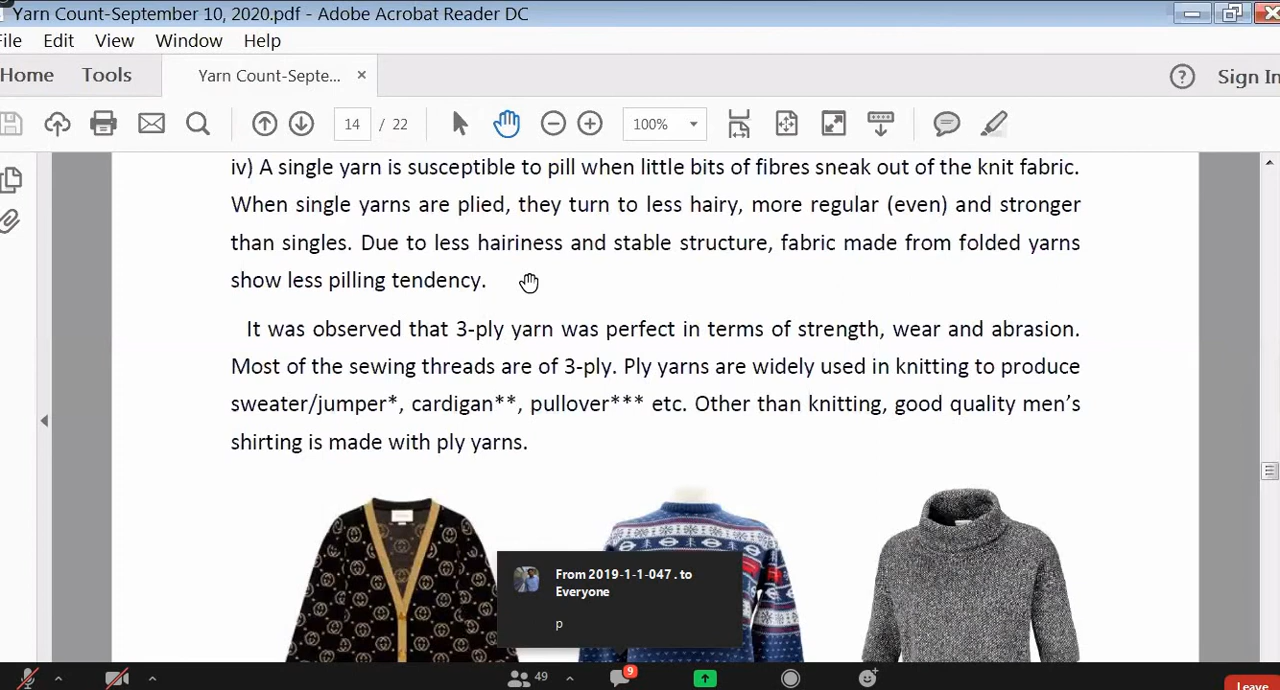 Yarn Count-September 10, 2020.pdf - Adobe Acrobat Reader DC
File Edit View Window Help
Home Tools Yarn Count-Septe... × ? Sign In
14 / 22 100%
iv) A single yarn is susceptible to pill when little bits of fibres sneak out of the knit fabric.
When single yarns are plied, they turn to less hairy, more regular (even) and stronger
than singles. Due to less hairiness and stable structure, fabric made from folded yarns
show less pilling tendency.
It was observed that 3-ply yarn was perfect in terms of strength, wear and abrasion.
Most of the sewing threads are of 3-ply. Ply yarns are widely used in knitting to produce
sweater/jumper*, cardigan**, pullover*** etc. Other than knitting, good quality men’s
shirting is made with ply yarns.
From 2019-1-1-047 . to
Everyone
p
49 9
Leave